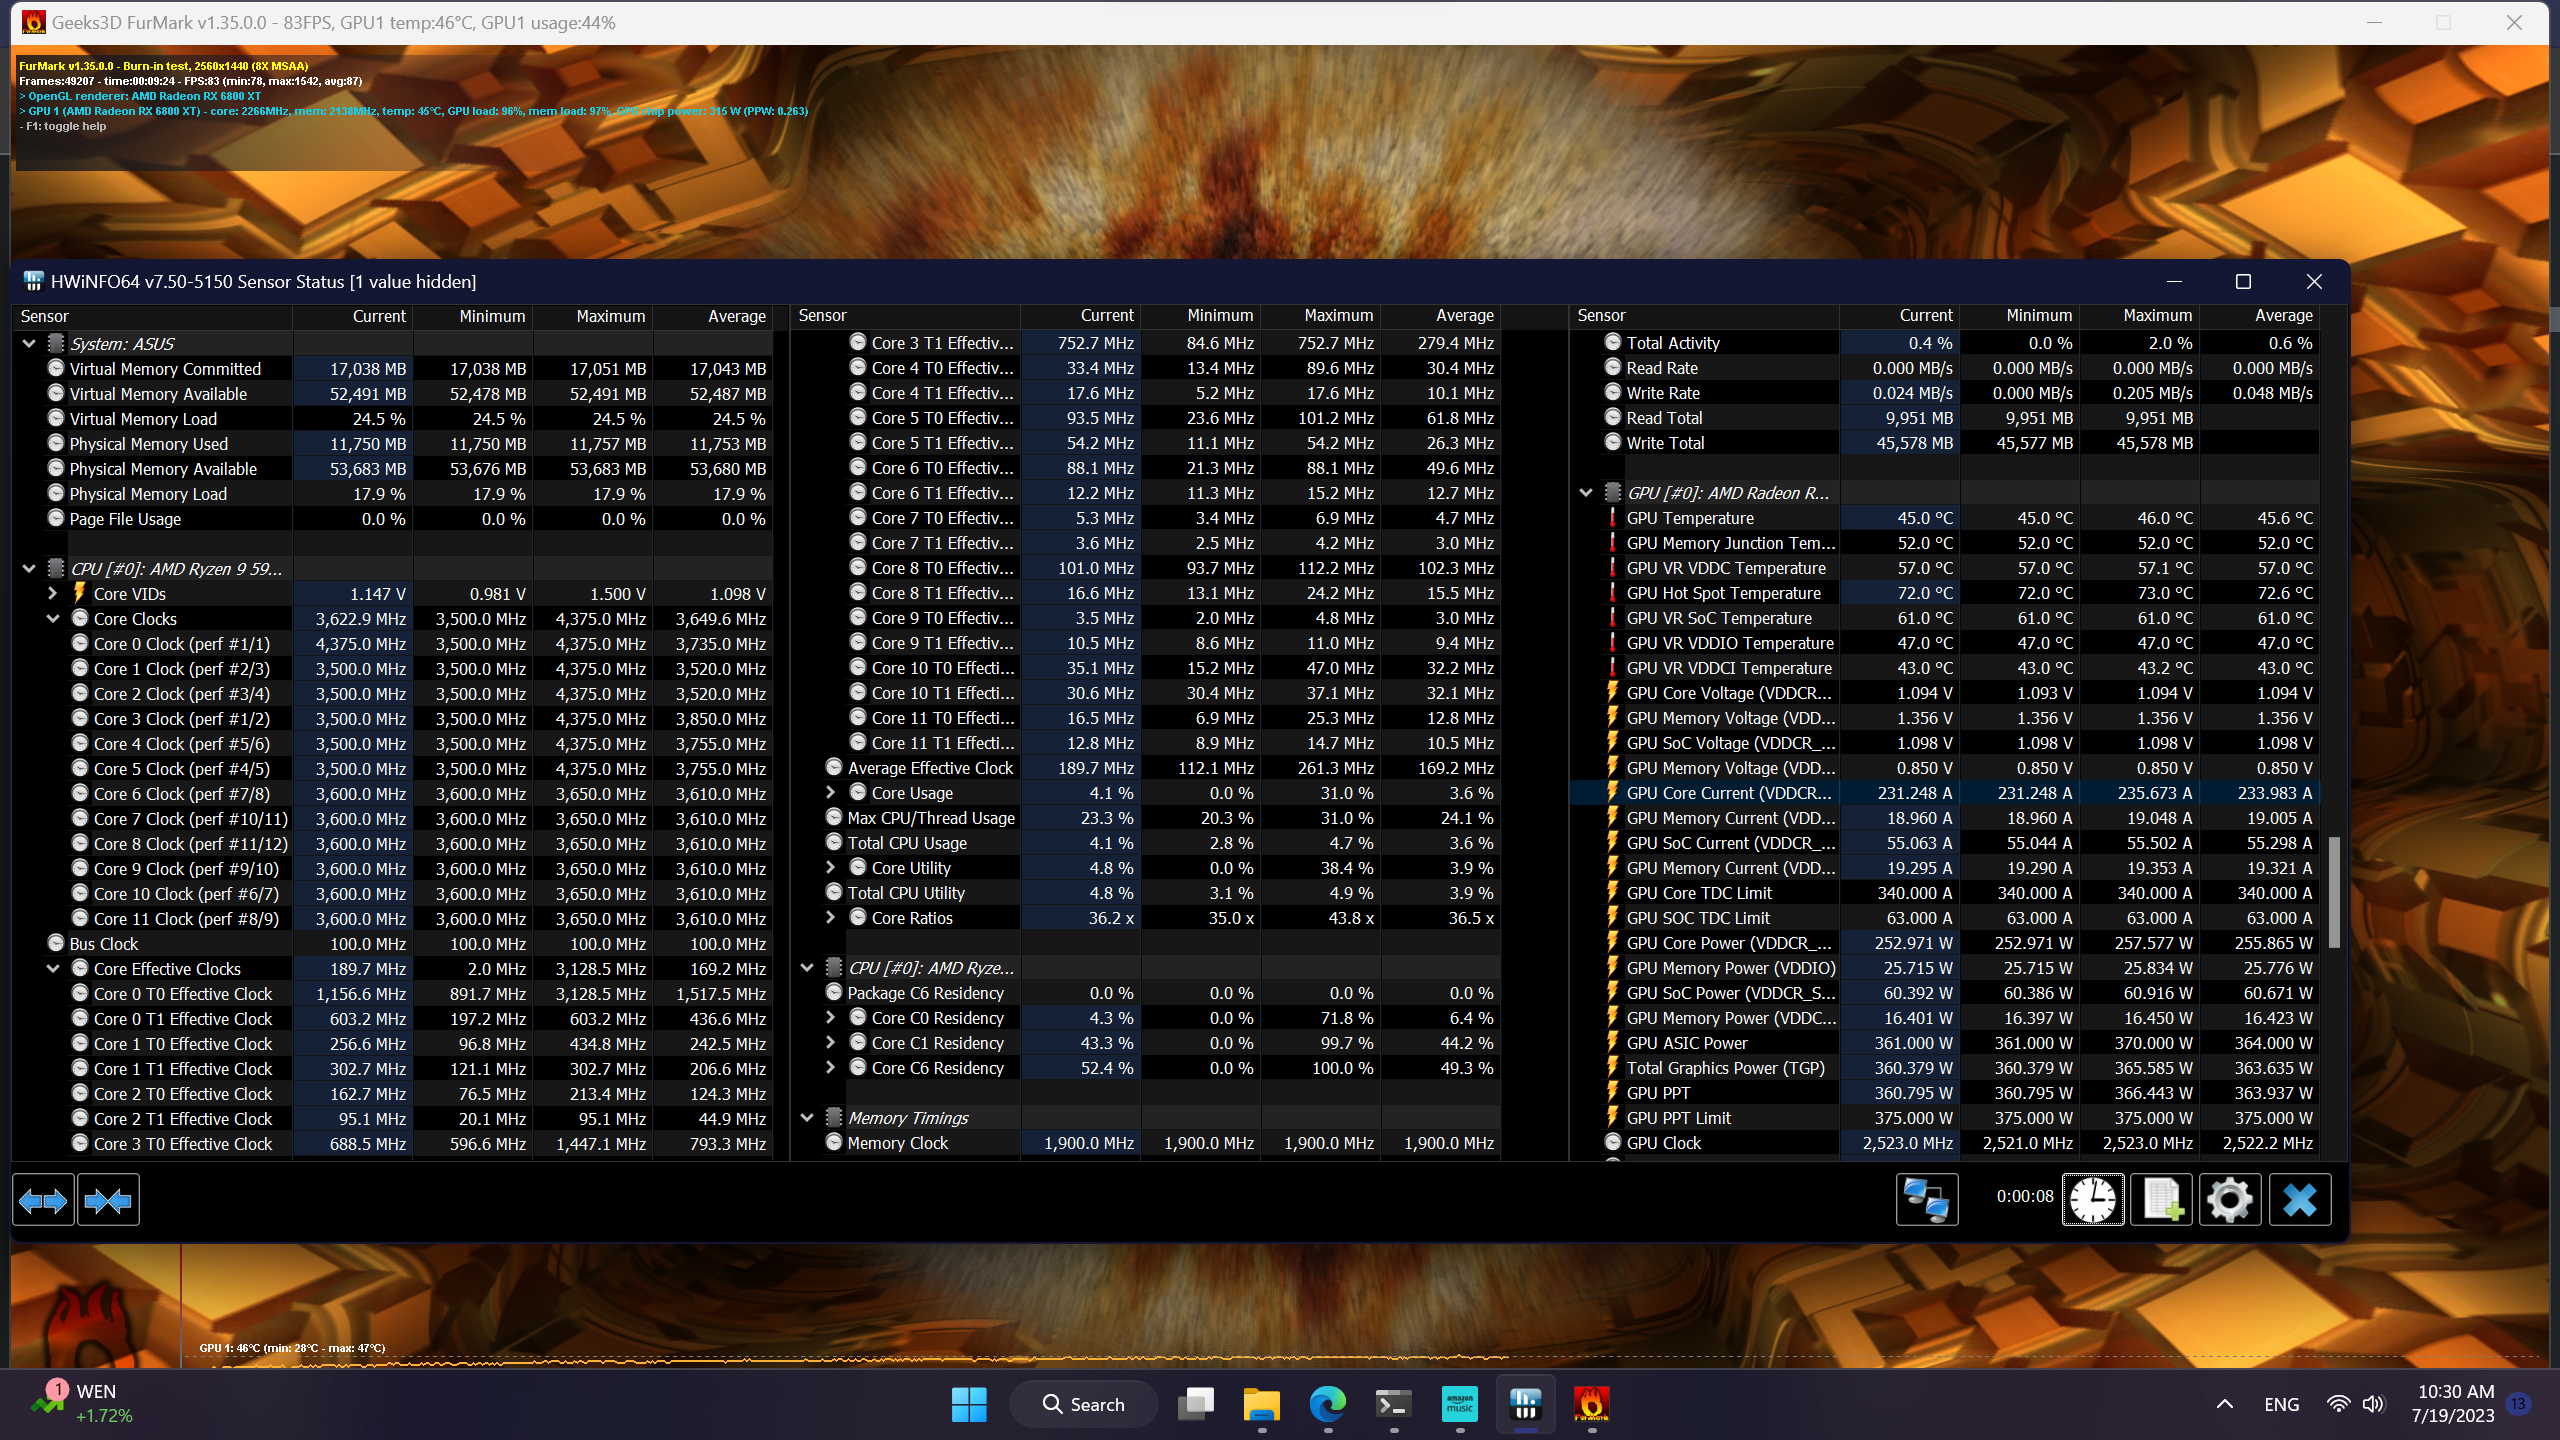 Geeks3D FurMark v1.35.0.0 - 83FPS, GPU1 temp:46°C, GPU1 usage:44%
FurMark v1.35.0.0 - Burn-in test, 2560x1440 (8X MSAA)
Frames:49207 - time:00:09:24 - FPS:83 (min:78, max:1542, avg:87)
> OpenGL renderer: AMD Radeon RX 6800 XT
> GPU 1 (AMD Radeon RX 6800 XT) - core: 2266MHz, mem: 2138MHz, temp: 45°C, GPU load: 96%, mem load: 97%, GPU chip power: 315 W (PPW: 0.263)
- F1: toggle help
HWiNFO64 v7.50-5150 Sensor Status [1 value hidden]
Sensor Current Minimum Maximum Average
System: ASUS
Virtual Memory Committed 17,038 MB 17,038 MB 17,051 MB 17,043 MB
Virtual Memory Available 52,491 MB 52,478 MB 52,491 MB 52,487 MB
Virtual Memory Load 24.5 % 24.5 % 24.5 % 24.5 %
Physical Memory Used 11,750 MB 11,750 MB 11,757 MB 11,753 MB
Physical Memory Available 53,683 MB 53,676 MB 53,683 MB 53,680 MB
Physical Memory Load 17.9 % 17.9 % 17.9 % 17.9 %
Page File Usage 0.0 % 0.0 % 0.0 % 0.0 %
CPU [#0]: AMD Ryzen 9 59...
Core VIDs 1.147 V 0.981 V 1.500 V 1.098 V
Core Clocks 3,622.9 MHz 3,500.0 MHz 4,375.0 MHz 3,649.6 MHz
Core 0 Clock (perf #1/1) 4,375.0 MHz 3,500.0 MHz 4,375.0 MHz 3,735.0 MHz
Core 1 Clock (perf #2/3) 3,500.0 MHz 3,500.0 MHz 4,375.0 MHz 3,520.0 MHz
Core 2 Clock (perf #3/4) 3,500.0 MHz 3,500.0 MHz 4,375.0 MHz 3,520.0 MHz
Core 3 Clock (perf #1/2) 3,500.0 MHz 3,500.0 MHz 4,375.0 MHz 3,850.0 MHz
Core 4 Clock (perf #5/6) 3,500.0 MHz 3,500.0 MHz 4,375.0 MHz 3,755.0 MHz
Core 5 Clock (perf #4/5) 3,500.0 MHz 3,500.0 MHz 4,375.0 MHz 3,755.0 MHz
Core 6 Clock (perf #7/8) 3,600.0 MHz 3,600.0 MHz 3,650.0 MHz 3,610.0 MHz
Core 7 Clock (perf #10/11) 3,600.0 MHz 3,600.0 MHz 3,650.0 MHz 3,610.0 MHz
Core 8 Clock (perf #11/12) 3,600.0 MHz 3,600.0 MHz 3,650.0 MHz 3,610.0 MHz
Core 9 Clock (perf #9/10) 3,600.0 MHz 3,600.0 MHz 3,650.0 MHz 3,610.0 MHz
Core 10 Clock (perf #6/7) 3,600.0 MHz 3,600.0 MHz 3,650.0 MHz 3,610.0 MHz
Core 11 Clock (perf #8/9) 3,600.0 MHz 3,600.0 MHz 3,650.0 MHz 3,610.0 MHz
Bus Clock 100.0 MHz 100.0 MHz 100.0 MHz 100.0 MHz
Core Effective Clocks 189.7 MHz 2.0 MHz 3,128.5 MHz 169.2 MHz
Core 0 T0 Effective Clock 1,156.6 MHz 891.7 MHz 3,128.5 MHz 1,517.5 MHz
Core 0 T1 Effective Clock 603.2 MHz 197.2 MHz 603.2 MHz 436.6 MHz
Core 1 T0 Effective Clock 256.6 MHz 96.8 MHz 434.8 MHz 242.5 MHz
Core 1 T1 Effective Clock 302.7 MHz 121.1 MHz 302.7 MHz 206.6 MHz
Core 2 T0 Effective Clock 162.7 MHz 76.5 MHz 213.4 MHz 124.3 MHz
Core 2 T1 Effective Clock 95.1 MHz 20.1 MHz 95.1 MHz 44.9 MHz
Core 3 T0 Effective Clock 688.5 MHz 596.6 MHz 1,447.1 MHz 793.3 MHz
Sensor Current Minimum Maximum Average
Core 3 T1 Effectiv... 752.7 MHz 84.6 MHz 752.7 MHz 279.4 MHz
Core 4 T0 Effectiv... 33.4 MHz 13.4 MHz 89.6 MHz 30.4 MHz
Core 4 T1 Effectiv... 17.6 MHz 5.2 MHz 17.6 MHz 10.1 MHz
Core 5 T0 Effectiv... 93.5 MHz 23.6 MHz 101.2 MHz 61.8 MHz
Core 5 T1 Effectiv... 54.2 MHz 11.1 MHz 54.2 MHz 26.3 MHz
Core 6 T0 Effectiv... 88.1 MHz 21.3 MHz 88.1 MHz 49.6 MHz
Core 6 T1 Effectiv... 12.2 MHz 11.3 MHz 15.2 MHz 12.7 MHz
Core 7 T0 Effectiv... 5.3 MHz 3.4 MHz 6.9 MHz 4.7 MHz
Core 7 T1 Effectiv... 3.6 MHz 2.5 MHz 4.2 MHz 3.0 MHz
Core 8 T0 Effectiv... 101.0 MHz 93.7 MHz 112.2 MHz 102.3 MHz
Core 8 T1 Effectiv... 16.6 MHz 13.1 MHz 24.2 MHz 15.5 MHz
Core 9 T0 Effectiv... 3.5 MHz 2.0 MHz 4.8 MHz 3.0 MHz
Core 9 T1 Effectiv... 10.5 MHz 8.6 MHz 11.0 MHz 9.4 MHz
Core 10 T0 Effecti... 35.1 MHz 15.2 MHz 47.0 MHz 32.2 MHz
Core 10 T1 Effecti... 30.6 MHz 30.4 MHz 37.1 MHz 32.1 MHz
Core 11 T0 Effecti... 16.5 MHz 6.9 MHz 25.3 MHz 12.8 MHz
Core 11 T1 Effecti... 12.8 MHz 8.9 MHz 14.7 MHz 10.5 MHz
Average Effective Clock 189.7 MHz 112.1 MHz 261.3 MHz 169.2 MHz
Core Usage 4.1 % 0.0 % 31.0 % 3.6 %
Max CPU/Thread Usage 23.3 % 20.3 % 31.0 % 24.1 %
Total CPU Usage 4.1 % 2.8 % 4.7 % 3.6 %
Core Utility 4.8 % 0.0 % 38.4 % 3.9 %
Total CPU Utility 4.8 % 3.1 % 4.9 % 3.9 %
Core Ratios 36.2 x 35.0 x 43.8 x 36.5 x
CPU [#0]: AMD Ryze...
Package C6 Residency 0.0 % 0.0 % 0.0 % 0.0 %
Core C0 Residency 4.3 % 0.0 % 71.8 % 6.4 %
Core C1 Residency 43.3 % 0.0 % 99.7 % 44.2 %
Core C6 Residency 52.4 % 0.0 % 100.0 % 49.3 %
Memory Timings
Memory Clock 1,900.0 MHz 1,900.0 MHz 1,900.0 MHz 1,900.0 MHz
Sensor Current Minimum Maximum Average
Total Activity 0.4 % 0.0 % 2.0 % 0.6 %
Read Rate 0.000 MB/s 0.000 MB/s 0.000 MB/s 0.000 MB/s
Write Rate 0.024 MB/s 0.000 MB/s 0.205 MB/s 0.048 MB/s
Read Total 9,951 MB 9,951 MB 9,951 MB
Write Total 45,578 MB 45,577 MB 45,578 MB
GPU [#0]: AMD Radeon R...
GPU Temperature 45.0 °C 45.0 °C 46.0 °C 45.6 °C
GPU Memory Junction Tem... 52.0 °C 52.0 °C 52.0 °C 52.0 °C
GPU VR VDDC Temperature 57.0 °C 57.0 °C 57.1 °C 57.0 °C
GPU Hot Spot Temperature 72.0 °C 72.0 °C 73.0 °C 72.6 °C
GPU VR SoC Temperature 61.0 °C 61.0 °C 61.0 °C 61.0 °C
GPU VR VDDIO Temperature 47.0 °C 47.0 °C 47.0 °C 47.0 °C
GPU VR VDDCI Temperature 43.0 °C 43.0 °C 43.2 °C 43.0 °C
GPU Core Voltage (VDDCR... 1.094 V 1.093 V 1.094 V 1.094 V
GPU Memory Voltage (VDD... 1.356 V 1.356 V 1.356 V 1.356 V
GPU SoC Voltage (VDDCR_... 1.098 V 1.098 V 1.098 V 1.098 V
GPU Memory Voltage (VDD... 0.850 V 0.850 V 0.850 V 0.850 V
GPU Core Current (VDDCR... 231.248 A 231.248 A 235.673 A 233.983 A
GPU Memory Current (VDD... 18.960 A 18.960 A 19.048 A 19.005 A
GPU SoC Current (VDDCR_... 55.063 A 55.044 A 55.502 A 55.298 A
GPU Memory Current (VDD... 19.295 A 19.290 A 19.353 A 19.321 A
GPU Core TDC Limit 340.000 A 340.000 A 340.000 A 340.000 A
GPU SOC TDC Limit 63.000 A 63.000 A 63.000 A 63.000 A
GPU Core Power (VDDCR_... 252.971 W 252.971 W 257.577 W 255.865 W
GPU Memory Power (VDDIO) 25.715 W 25.715 W 25.834 W 25.776 W
GPU SoC Power (VDDCR_S... 60.392 W 60.386 W 60.916 W 60.671 W
GPU Memory Power (VDDC... 16.401 W 16.397 W 16.450 W 16.423 W
GPU ASIC Power 361.000 W 361.000 W 370.000 W 364.000 W
Total Graphics Power (TGP) 360.379 W 360.379 W 365.585 W 363.635 W
GPU PPT 360.795 W 360.795 W 366.443 W 363.937 W
GPU PPT Limit 375.000 W 375.000 W 375.000 W 375.000 W
GPU Clock 2,523.0 MHz 2,521.0 MHz 2,523.0 MHz 2,522.2 MHz
0:00:08
GPU 1: 46°C (min: 28°C - max: 47°C)
1
WEN
+1.72%
Search
amazon music
ENG
10:30 AM
7/19/2023
13